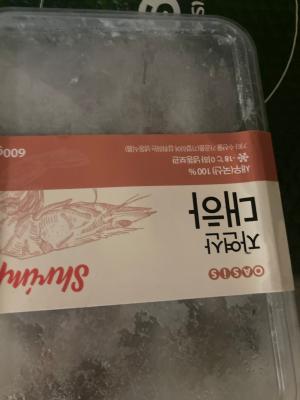 OASIS
자연산
대하
새우(국산) 100%
-18℃ 이하 냉동보관
600g
Shrimp